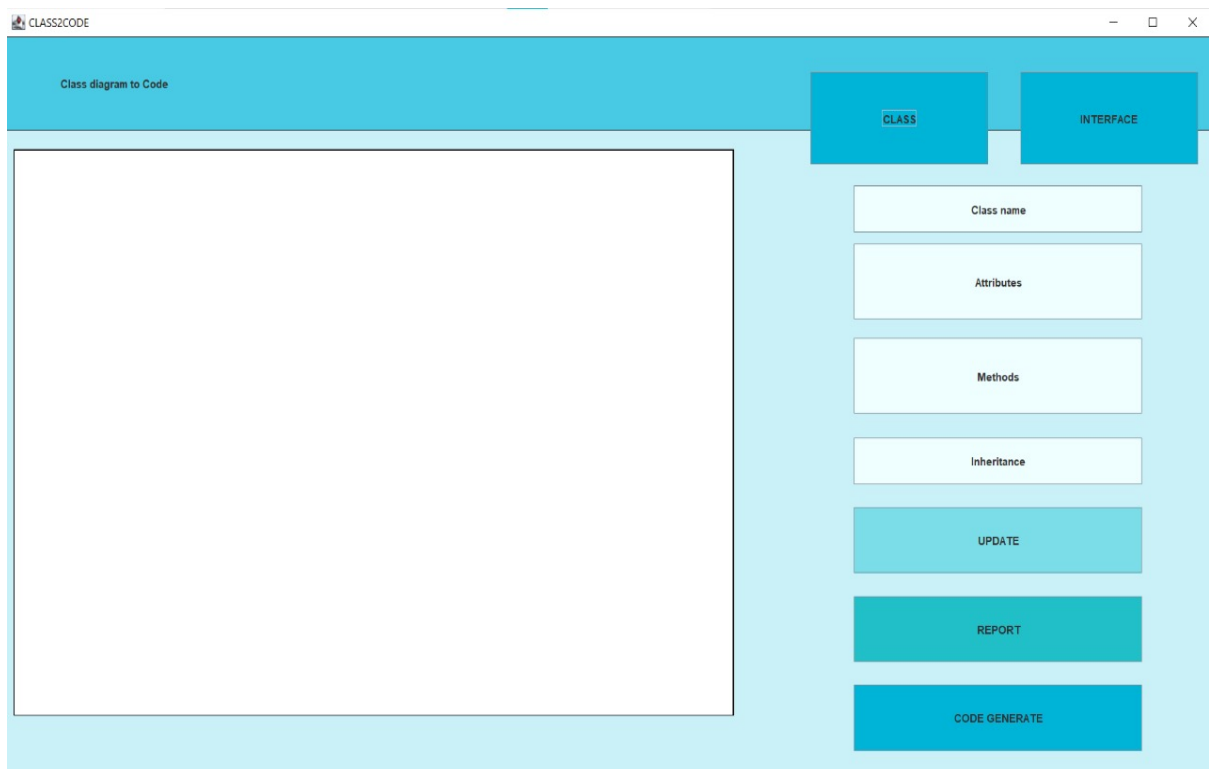 CLASS2CODE
Class diagram to Code
CLASS
INTERFACE
Class name
Attributes
Methods
Inheritance
UPDATE
REPORT
CODE GENERATE